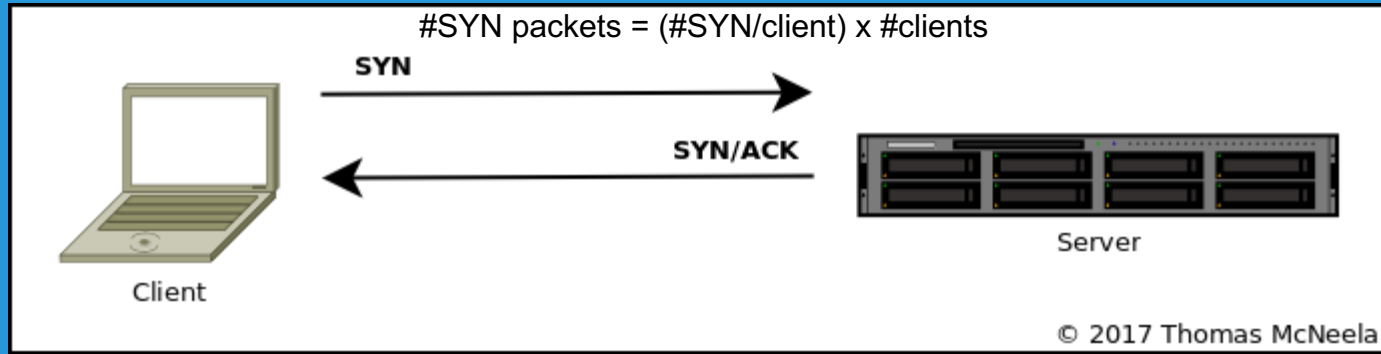 #SYN packets = (#SYN/client) x #clients
SYN
SYN/ACK
Server
Client
© 2017 Thomas McNeela